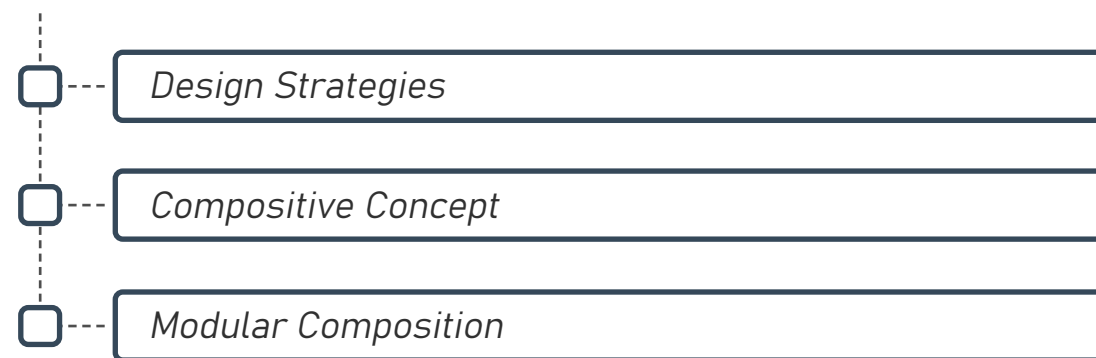 Design Strategies
Compositive Concept
Modular Composition